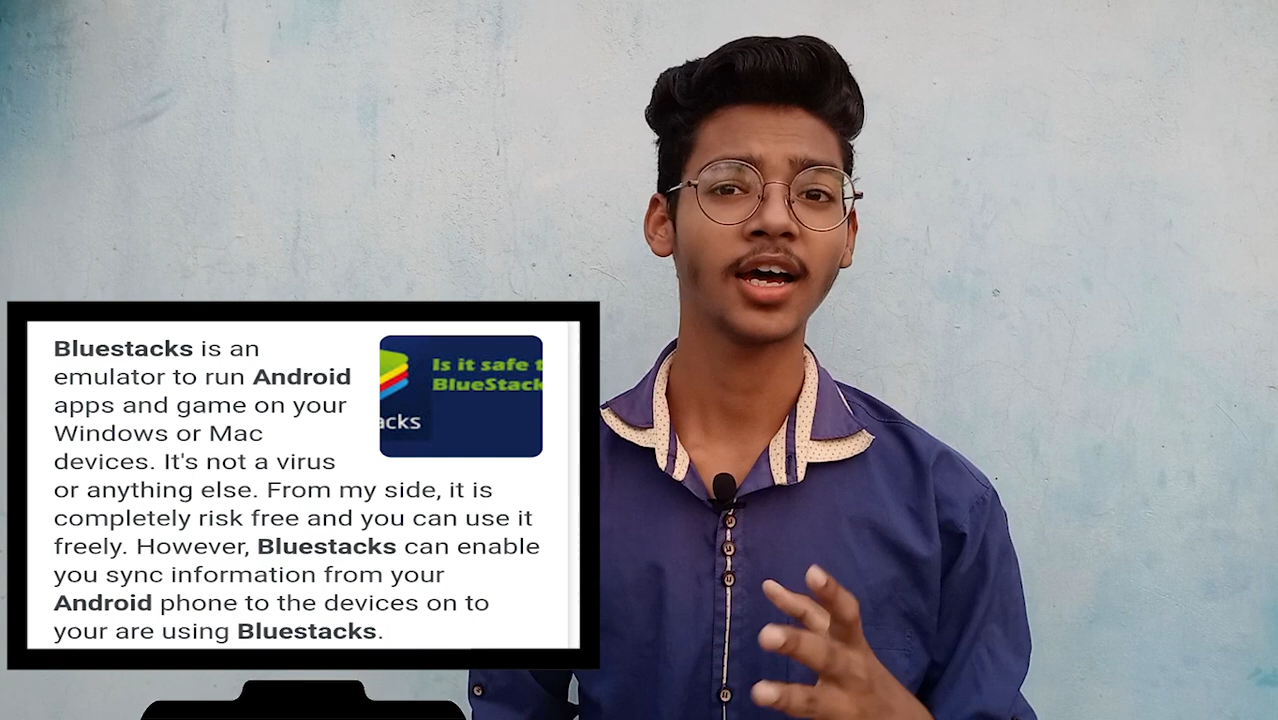 Bluestacks is an
emulator to run Android
apps and game on your
Windows or Mac
devices. It's not a virus
or anything else. From my side, it is
completely risk free and you can use it
freely. However, Bluestacks can enable
you sync information from your
Android phone to the devices on to
your are using Bluestacks.
Is it safe t
BlueStack
acks